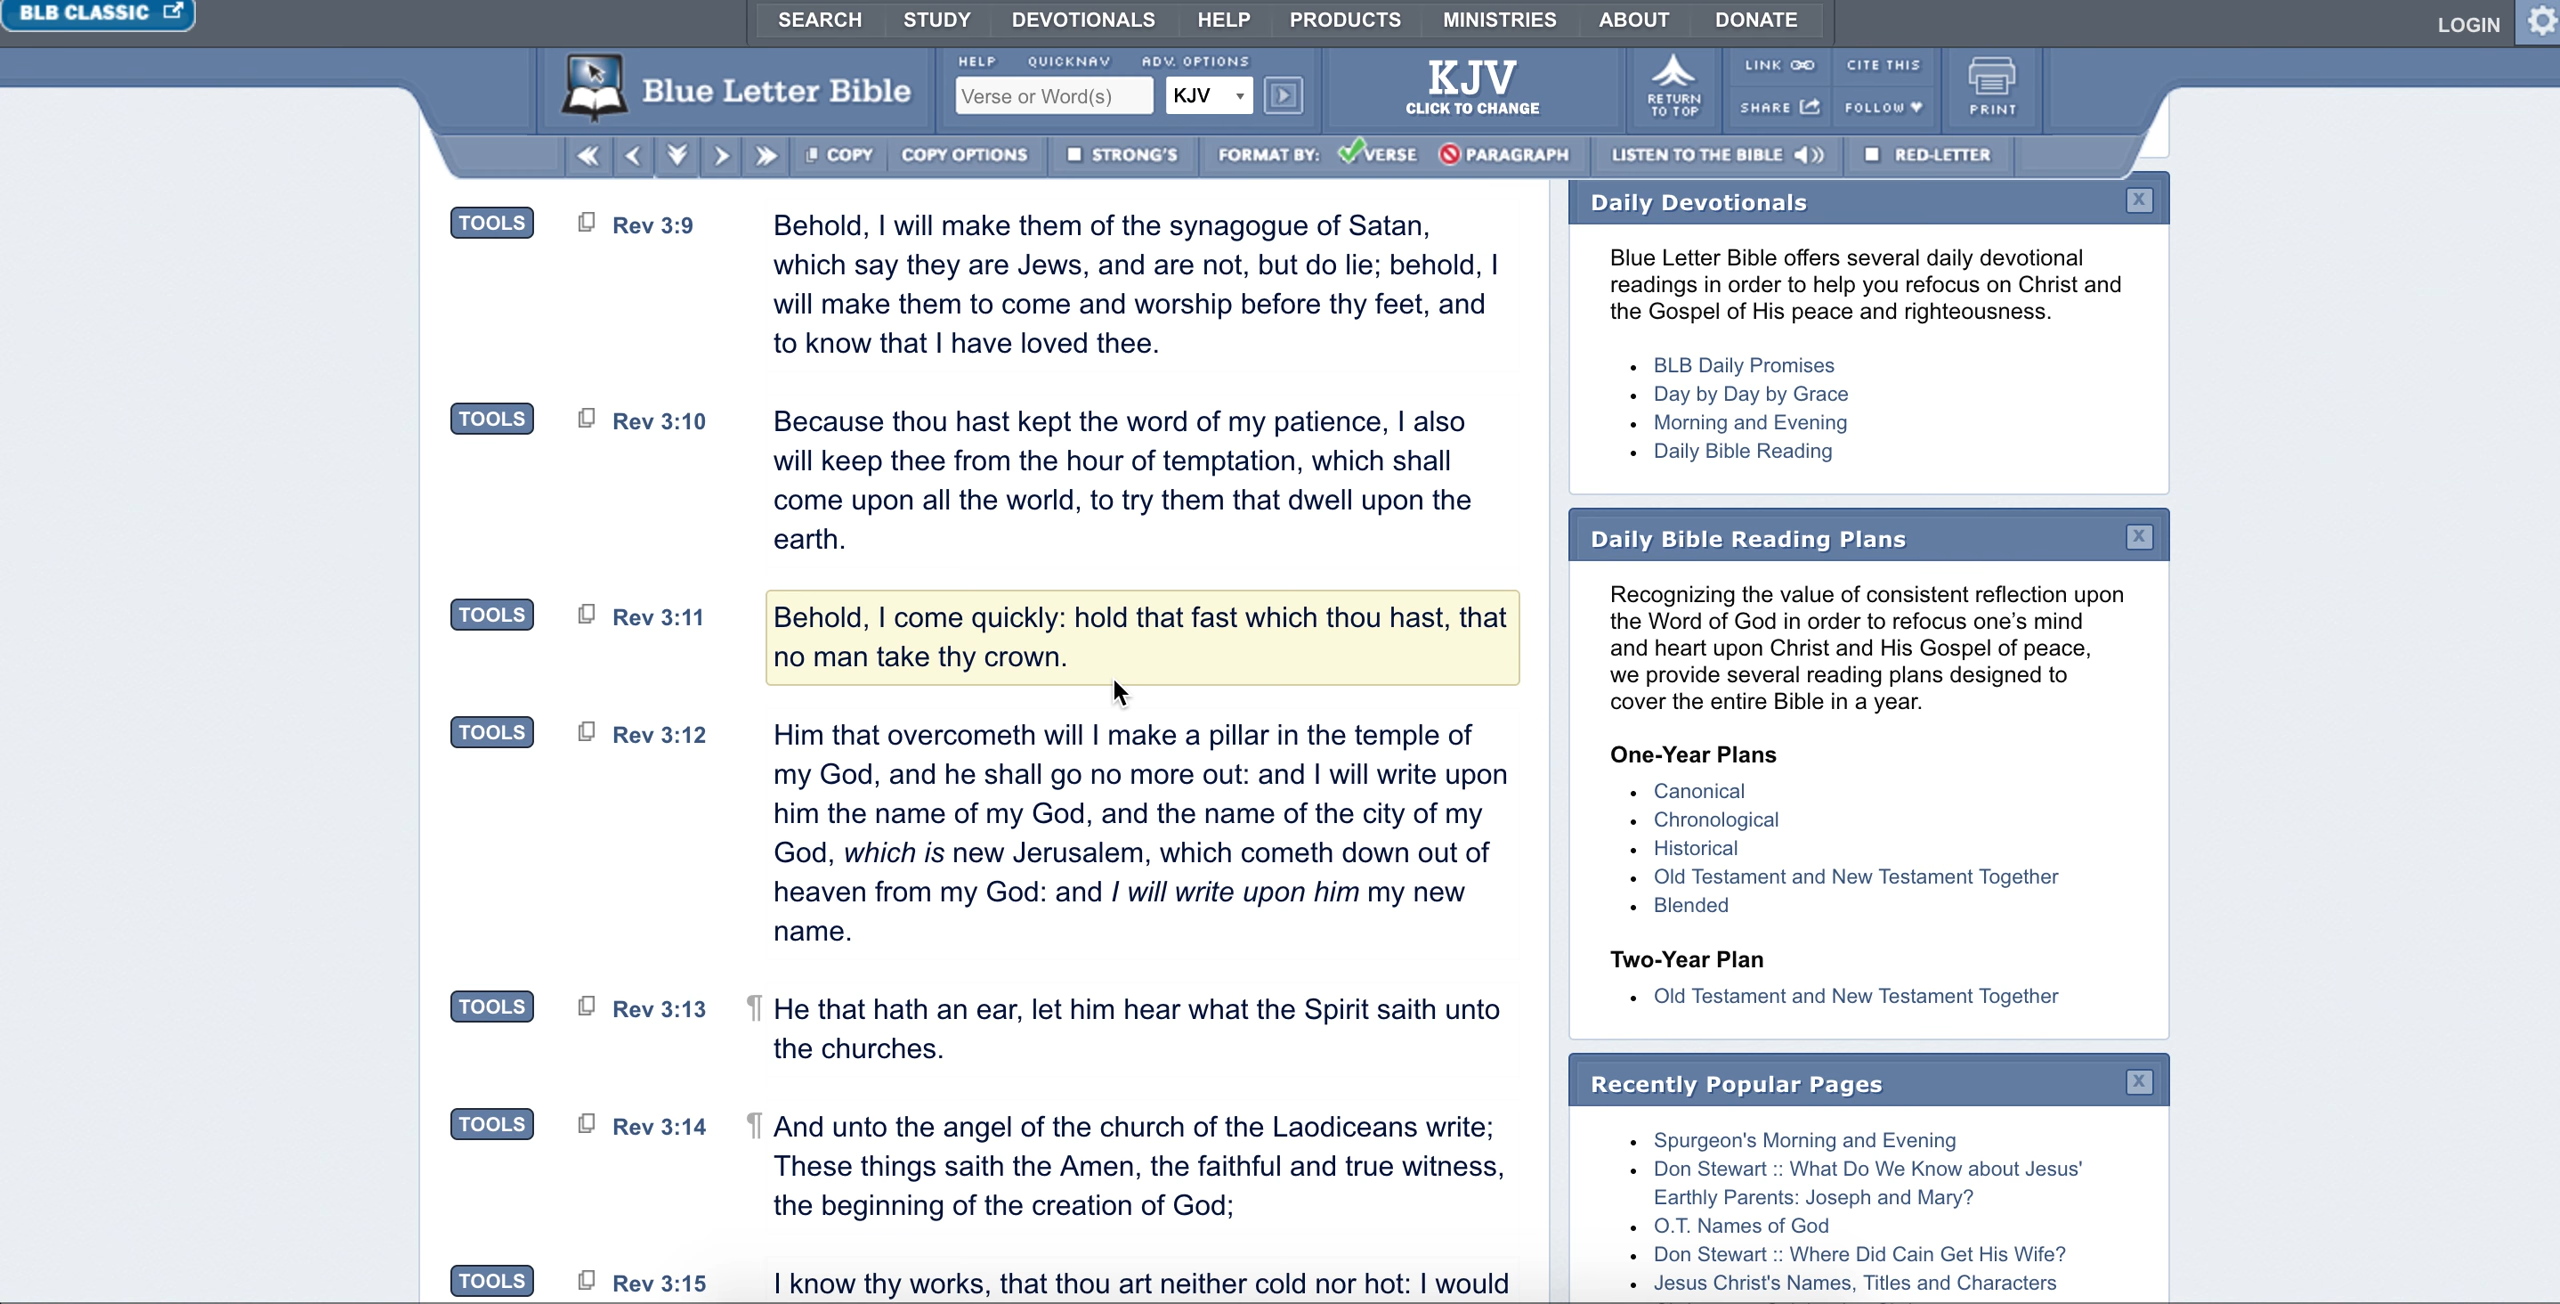 BLB CLASSIC
SEARCH STUDY DEVOTIONALS HELP PRODUCTS MINISTRIES ABOUT DONATE
LOGIN
Blue Letter Bible
HELP QUICKNAV ADV. OPTIONS
Verse or Word(s) KJV
KJV
CLICK TO CHANGE
RETURN
TO TOP
LINK CITE THIS
SHARE FOLLOW
PRINT
COPY COPY OPTIONS STRONG'S FORMAT BY: VERSE PARAGRAPH LISTEN TO THE BIBLE RED-LETTER
TOOLS Rev 3:9 Behold, I will make them of the synagogue of Satan,
which say they are Jews, and are not, but do lie; behold, I
will make them to come and worship before thy feet, and
to know that I have loved thee.
TOOLS Rev 3:10 Because thou hast kept the word of my patience, I also
will keep thee from the hour of temptation, which shall
come upon all the world, to try them that dwell upon the
earth.
TOOLS Rev 3:11 Behold, I come quickly: hold that fast which thou hast, that
no man take thy crown.
TOOLS Rev 3:12 Him that overcometh will I make a pillar in the temple of
my God, and he shall go no more out: and I will write upon
him the name of my God, and the name of the city of my
God, which is new Jerusalem, which cometh down out of
heaven from my God: and I will write upon him my new
name.
TOOLS Rev 3:13 ¶ He that hath an ear, let him hear what the Spirit saith unto
the churches.
TOOLS Rev 3:14 ¶ And unto the angel of the church of the Laodiceans write;
These things saith the Amen, the faithful and true witness,
the beginning of the creation of God;
TOOLS Rev 3:15 I know thy works, that thou art neither cold nor hot: I would
Daily Devotionals X
Blue Letter Bible offers several daily devotional
readings in order to help you refocus on Christ and
the Gospel of His peace and righteousness.
• BLB Daily Promises
• Day by Day by Grace
• Morning and Evening
• Daily Bible Reading
Daily Bible Reading Plans X
Recognizing the value of consistent reflection upon
the Word of God in order to refocus one’s mind
and heart upon Christ and His Gospel of peace,
we provide several reading plans designed to
cover the entire Bible in a year.
One-Year Plans
• Canonical
• Chronological
• Historical
• Old Testament and New Testament Together
• Blended
Two-Year Plan
• Old Testament and New Testament Together
Recently Popular Pages X
• Spurgeon's Morning and Evening
• Don Stewart :: What Do We Know about Jesus'
Earthly Parents: Joseph and Mary?
• O.T. Names of God
• Don Stewart :: Where Did Cain Get His Wife?
• Jesus Christ's Names, Titles and Characters